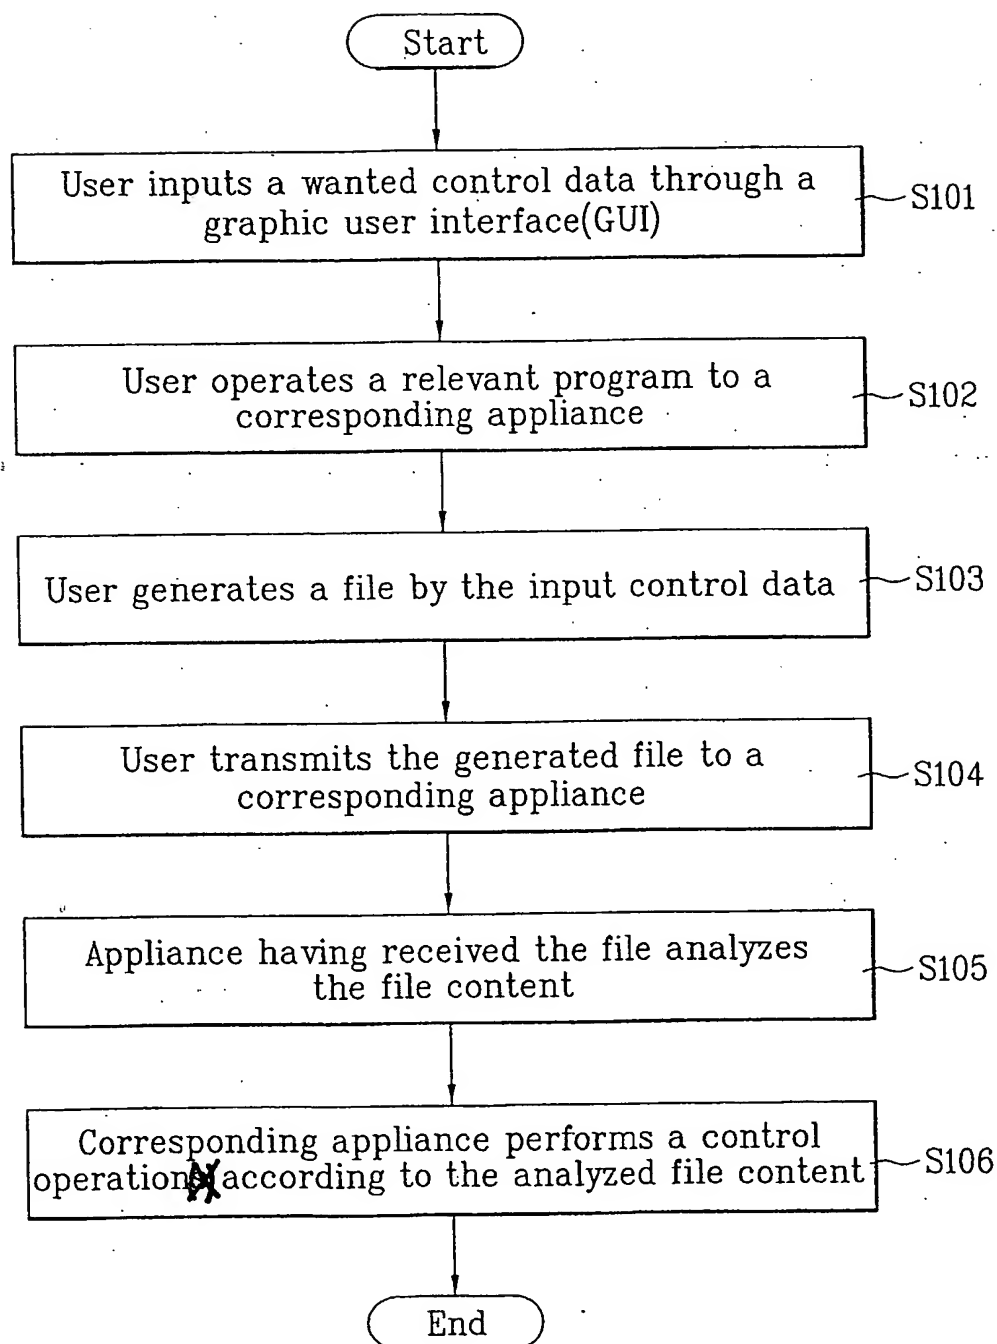 Start
User inputs a wanted control data through a
graphic user interface(GUI)
S101
User operates a relevant program to a
corresponding appliance
S102
User generates a file by the input control data
S103
User transmits the generated file to a
corresponding appliance
S104
Appliance having received the file analyzes
the file content
S105
Corresponding appliance performs a control
operation according to the analyzed file content
S106
End